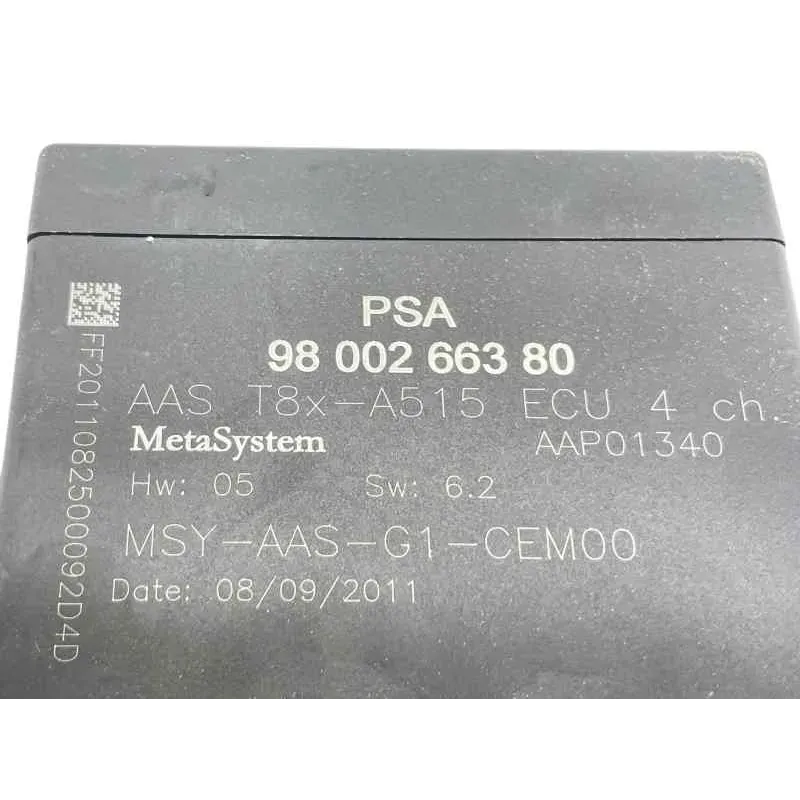 PSA
98 002 663 80
AAS T8x-A515 ECU 4 ch.
MetaSystem AAP01340
Hw: 05 Sw: 6.2
MSY-AAS-G1-CEM00
Date: 08/09/2011
FF20110825000092D4D